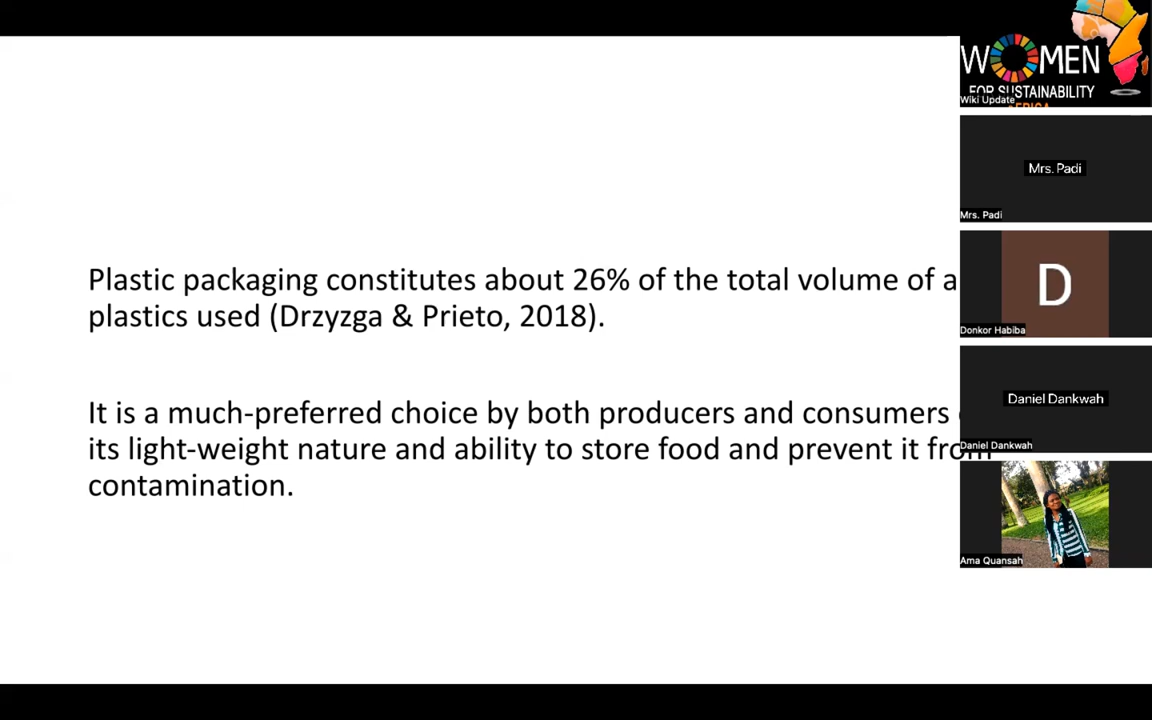 Plastic packaging constitutes about 26% of the total volume of a
plastics used (Drzyzga & Prieto, 2018).
It is a much-preferred choice by both producers and consumers
its light-weight nature and ability to store food and prevent it from
contamination.
WOMEN
FOR SUSTAINABILITY
Wiki Update
Mrs. Padi
Mrs. Padi
D
Donkor Habiba
Daniel Dankwah
Daniel Dankwah
Ama Quansah